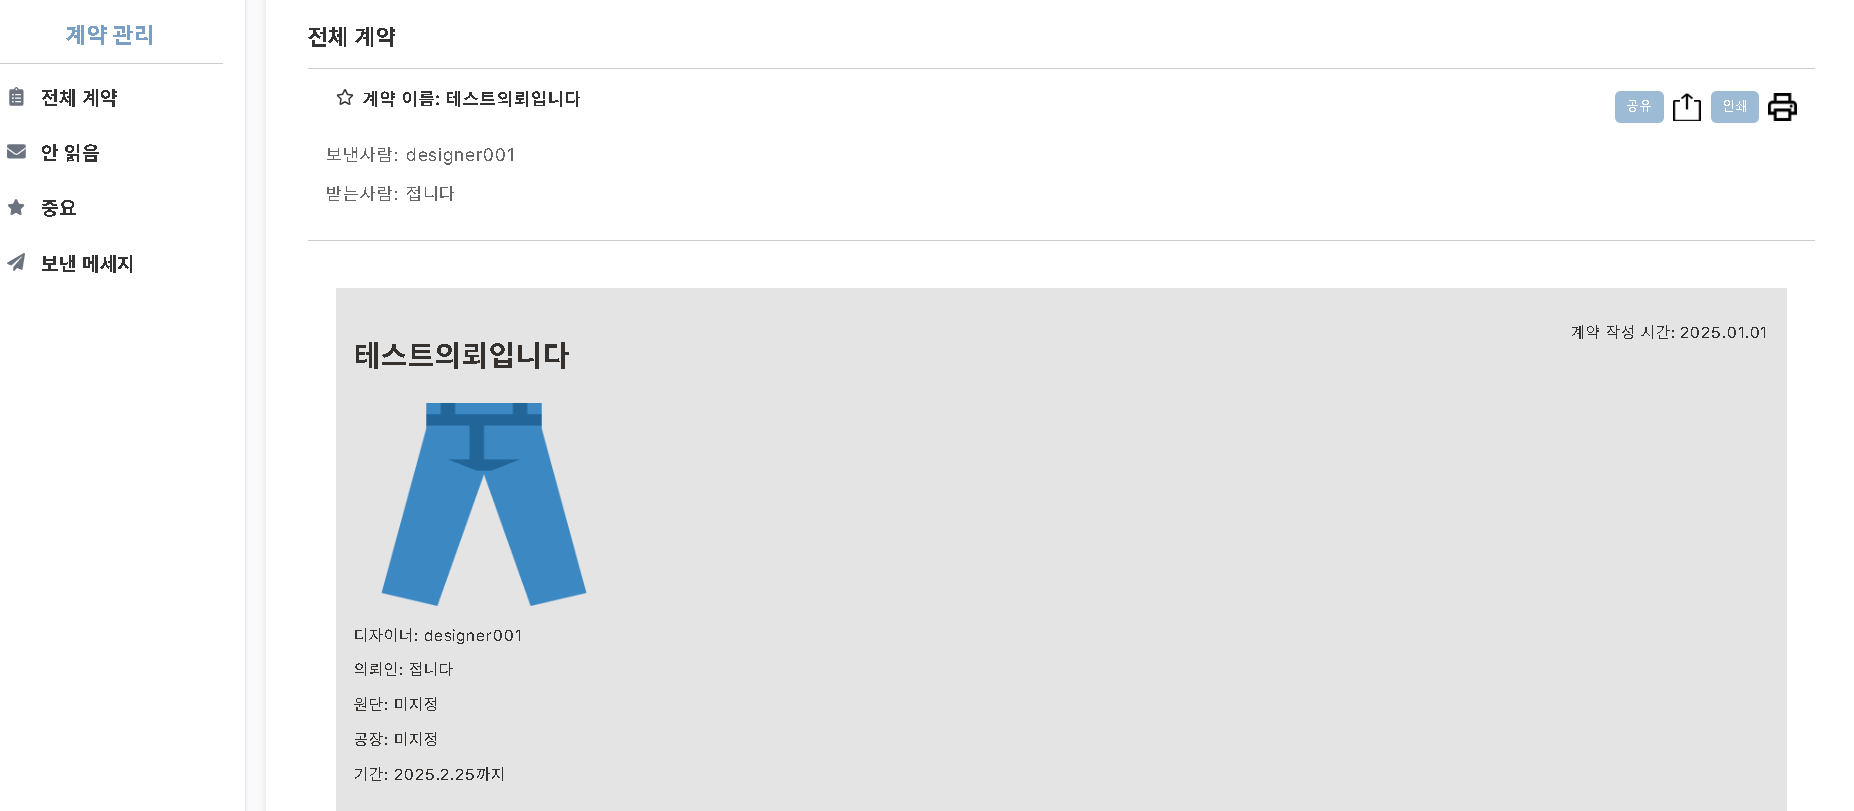 계약 관리
전체 계약
안 읽음
중요
보낸 메세지
전체 계약
계약 이름: 테스트의뢰입니다
공유
인쇄
보낸사람: designer001
받는사람: 접니다
계약 작성 시간: 2025.01.01
테스트의뢰입니다
디자이너: designer001
의뢰인: 접니다
원단: 미지정
공장: 미지정
기간: 2025.2.25까지